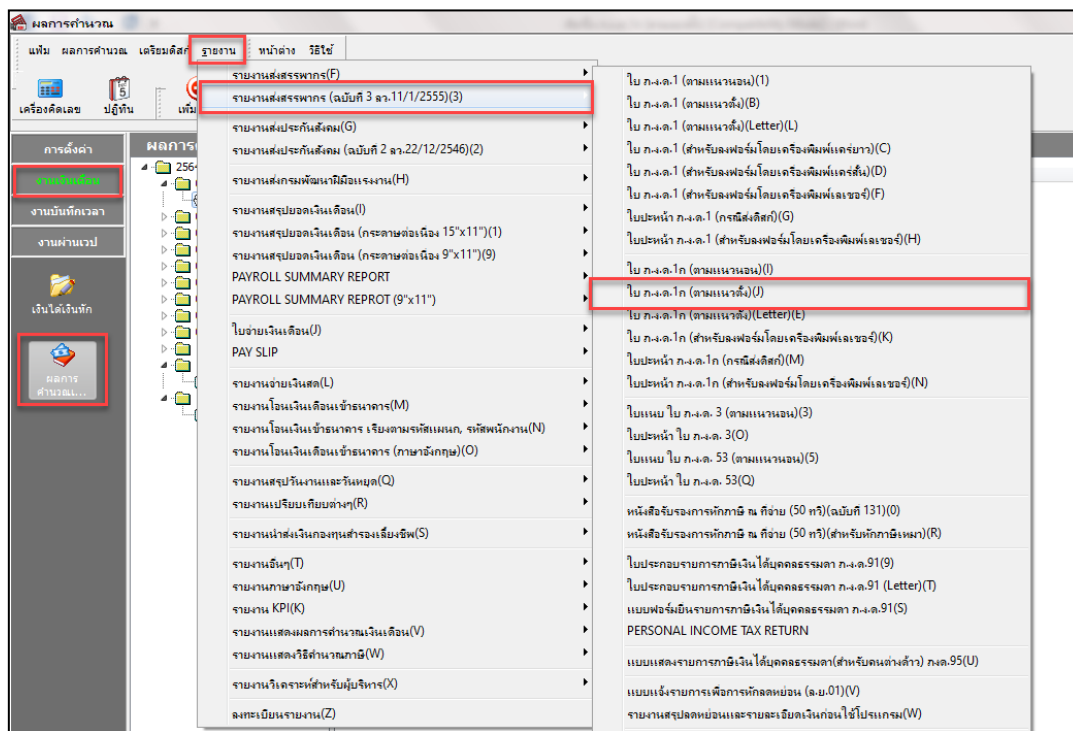 ผลการคำนวณ
แฟ้ม ผลการคำนวณ เตรียมดิสก์ รายงาน หน้าต่าง วิธีใช้
เครื่องคิดเลข ปฏิทิน เพิ่ม
การตั้งค่า
งานเงินเดือน
งานบันทึกเวลา
งานผ่านเวป
เงินได้เงินหัก
ผลการ
คำนวณเ...
ผลการ
2564
รายงานส่งสรรพากร(F)
รายงานส่งสรรพากร (ฉบับที่ 3 ลว.11/1/2555)(3)
รายงานส่งประกันสังคม(G)
รายงานส่งประกันสังคม (ฉบับที่ 2 ลว.22/12/2546)(2)
รายงานส่งกรมพัฒนาฝีมือแรงงาน(H)
รายงานสรุปยอดเงินเดือน(I)
รายงานสรุปยอดเงินเดือน (กระดาษต่อเนื่อง 15"x11")(1)
รายงานสรุปยอดเงินเดือน (กระดาษต่อเนื่อง 9"x11")(9)
PAYROLL SUMMARY REPORT
PAYROLL SUMMARY REPROT (9"x11")
ใบจ่ายเงินเดือน(J)
PAY SLIP
รายงานจ่ายเงินสด(L)
รายงานโอนเงินเดือนเข้าธนาคาร(M)
รายงานโอนเงินเข้าธนาคาร เรียงตามรหัสแผนก, รหัสพนักงาน(N)
รายงานโอนเงินเดือนเข้าธนาคาร (ภาษาอังกฤษ)(O)
รายงานสรุปวันงานและวันหยุด(Q)
รายงานเปรียบเทียบต่างๆ(R)
รายงานนำส่งเงินกองทุนสำรองเลี้ยงชีพ(S)
รายงานอื่นๆ(T)
รายงานภาษาอังกฤษ(U)
รายงาน KPI(K)
รายงานแสดงผลการคำนวณเงินเดือน(V)
รายงานแสดงวิธีคำนวณภาษี(W)
รายงานวิเคราะห์สำหรับผู้บริหาร(X)
ลงทะเบียนรายงาน(Z)
ใบ ภ.ง.ด.1 (ตามแนวนอน)(1)
ใบ ภ.ง.ด.1 (ตามแนวตั้ง)(B)
ใบ ภ.ง.ด.1 (ตามแนวตั้ง)(Letter)(L)
ใบ ภ.ง.ด.1 (สำหรับลงฟอร์มโดยเครื่องพิมพ์แคร่ยาว)(C)
ใบ ภ.ง.ด.1 (สำหรับลงฟอร์มโดยเครื่องพิมพ์แคร่สั้น)(D)
ใบ ภ.ง.ด.1 (สำหรับลงฟอร์มโดยเครื่องพิมพ์เลเซอร์)(F)
ใบปะหน้า ภ.ง.ด.1 (กรณีส่งดิสก์)(G)
ใบปะหน้า ภ.ง.ด.1 (สำหรับลงฟอร์มโดยเครื่องพิมพ์เลเซอร์)(H)
ใบ ภ.ง.ด.1ก (ตามแนวนอน)(I)
ใบ ภ.ง.ด.1ก (ตามแนวตั้ง)(J)
ใบ ภ.ง.ด.1ก (ตามแนวตั้ง)(Letter)(E)
ใบ ภ.ง.ด.1ก (สำหรับลงฟอร์มโดยเครื่องพิมพ์เลเซอร์)(K)
ใบปะหน้า ภ.ง.ด.1ก (กรณีส่งดิสก์)(M)
ใบปะหน้า ภ.ง.ด.1ก (สำหรับลงฟอร์มโดยเครื่องพิมพ์เลเซอร์)(N)
ใบแนบ ใบ ภ.ง.ด. 3 (ตามแนวนอน)(3)
ใบปะหน้า ใบ ภ.ง.ด. 3(O)
ใบแนบ ใบ ภ.ง.ด. 53 (ตามแนวนอน)(5)
ใบปะหน้า ใบ ภ.ง.ด. 53(Q)
หนังสือรับรองการหักภาษี ณ ที่จ่าย (50 ทวิ)(ฉบับที่ 131)(0)
หนังสือรับรองการหักภาษี ณ ที่จ่าย (50 ทวิ)(สำหรับหักภาษีเหมา)(R)
ใบประกอบรายการภาษีเงินได้บุคคลธรรมดา ภ.ง.ด.91(9)
ใบประกอบรายการภาษีเงินได้บุคคลธรรมดา ภ.ง.ด.91 (Letter)(T)
แบบฟอร์มยื่นรายการภาษีเงินได้บุคคลธรรมดา ภ.ง.ด.91(S)
PERSONAL INCOME TAX RETURN
แบบแสดงรายการภาษีเงินได้บุคคลธรรมดา(สำหรับคนต่างด้าว) ภงด.95(U)
แบบแจ้งรายการเพื่อการหักลดหย่อน (ล.ย.01)(V)
รายงานสรุปลดหย่อนและรายละเอียดเงินก่อนใช้โปรแกรม(W)